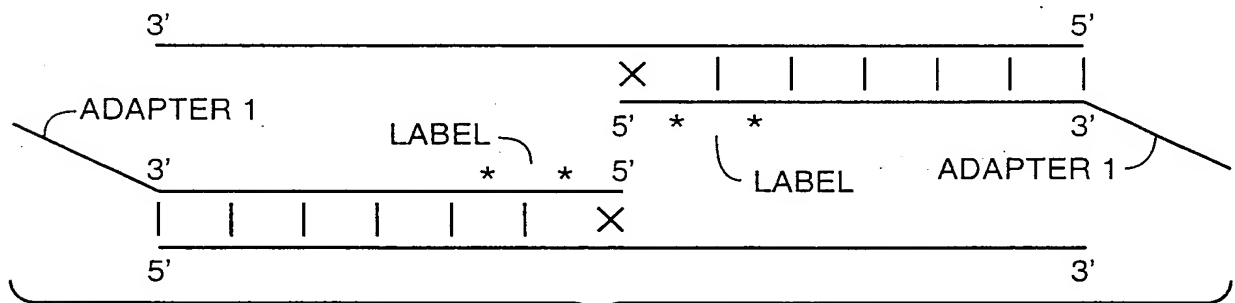 3' 5'
ADAPTER 1
LABEL
5' * * 3'
3' * * 5'
LABEL
ADAPTER 1
5' 3'